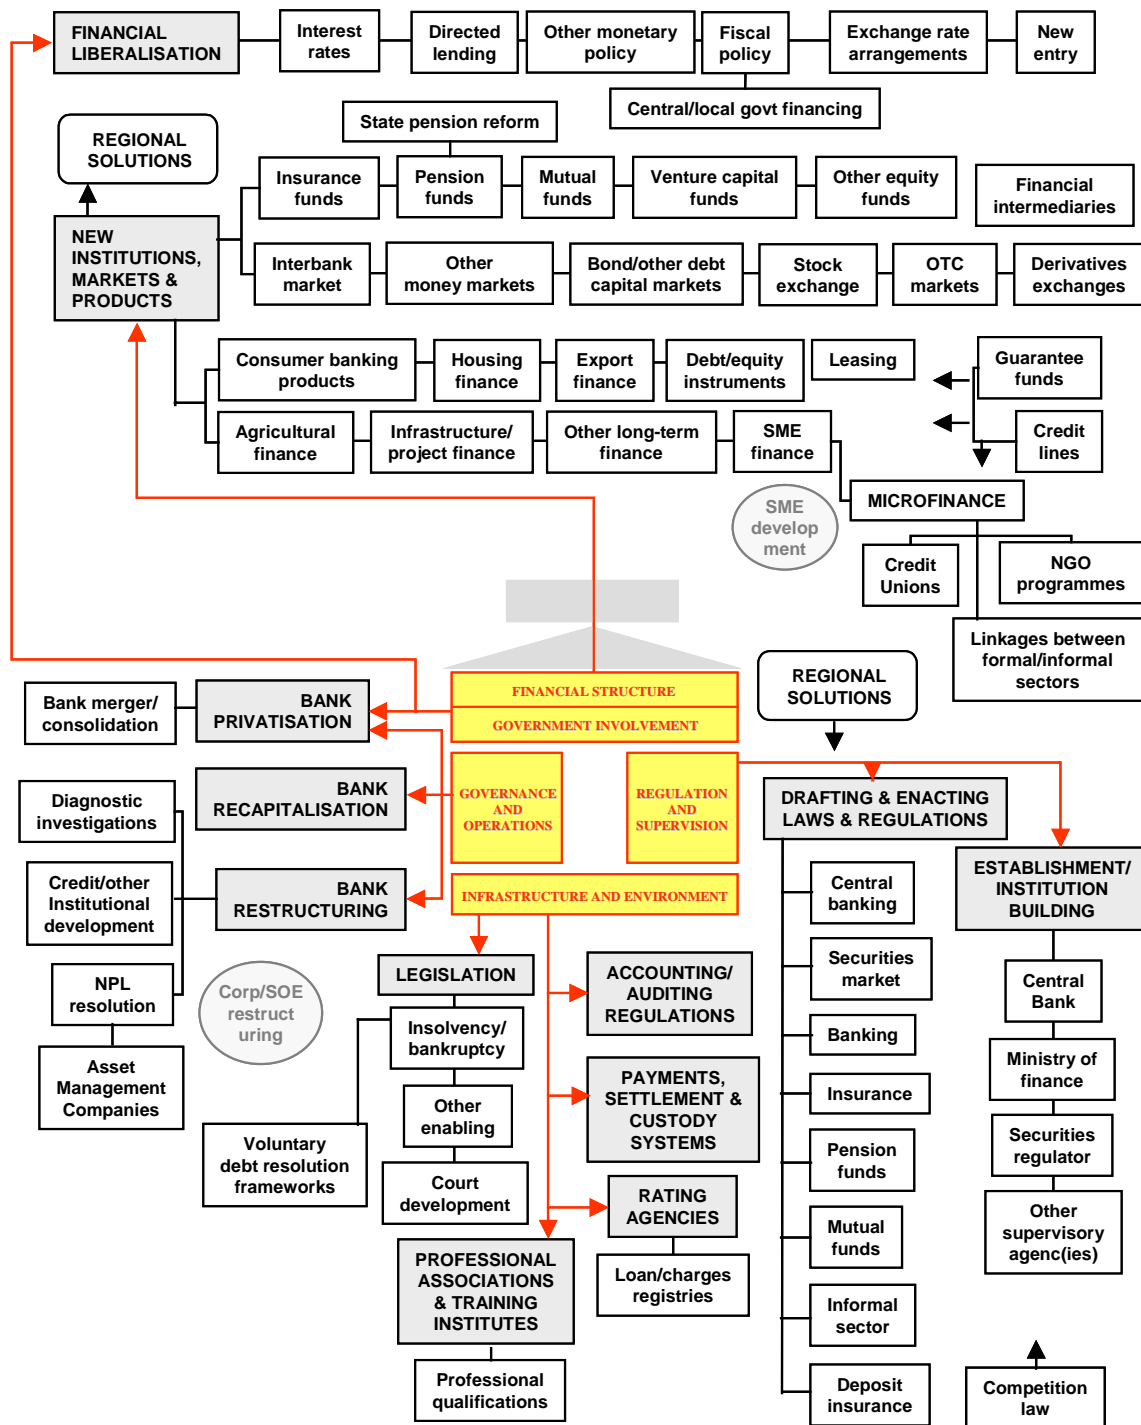 FINANCIAL
LIBERALISATION
Interest
rates
Directed
lending
Other monetary
policy
Fiscal
policy
Exchange rate
arrangements
New
entry
Central/local govt financing
State pension reform
REGIONAL
SOLUTIONS
Insurance
funds
Pension
funds
Mutual
funds
Venture capital
funds
Other equity
funds
Financial
intermediaries
NEW
INSTITUTIONS,
MARKETS &
PRODUCTS
Interbank
market
Other
money markets
Bond/other debt
capital markets
Stock
exchange
OTC
markets
Derivatives
exchanges
Consumer banking
products
Housing
finance
Export
finance
Debt/equity
instruments
Leasing
Guarantee
funds
Agricultural
finance
Infrastructure/
project finance
Other long-term
finance
SME
finance
Credit
lines
SME
develop
ment
MICROFINANCE
Credit
Unions
NGO
programmes
Linkages between
formal/informal
sectors
REGIONAL
SOLUTIONS
Bank merger/
consolidation
BANK
PRIVATISATION
FINANCIAL STRUCTURE
GOVERNMENT INVOLVEMENT
BANK
RECAPITALISATION
GOVERNANCE
AND
OPERATIONS
REGULATION
AND
SUPERVISION
DRAFTING & ENACTING
LAWS & REGULATIONS
Diagnostic
investigations
Credit/other
Institutional
development
BANK
RESTRUCTURING
INFRASTRUCTURE AND ENVIRONMENT
ESTABLISHMENT/
INSTITUTION
BUILDING
NPL
resolution
Corp/SOE
restruct
uring
Asset
Management
Companies
LEGISLATION
Insolvency/
bankruptcy
Other
enabling
Court
development
Voluntary
debt resolution
frameworks
ACCOUNTING/
AUDITING
REGULATIONS
PAYMENTS,
SETTLEMENT &
CUSTODY
SYSTEMS
RATING
AGENCIES
Loan/charges
registries
PROFESSIONAL
ASSOCIATIONS
& TRAINING
INSTITUTES
Professional
qualifications
Central
banking
Securities
market
Banking
Insurance
Pension
funds
Mutual
funds
Informal
sector
Deposit
insurance
Central
Bank
Ministry of
finance
Securities
regulator
Other
supervisory
agenc(ies)
Competition
law